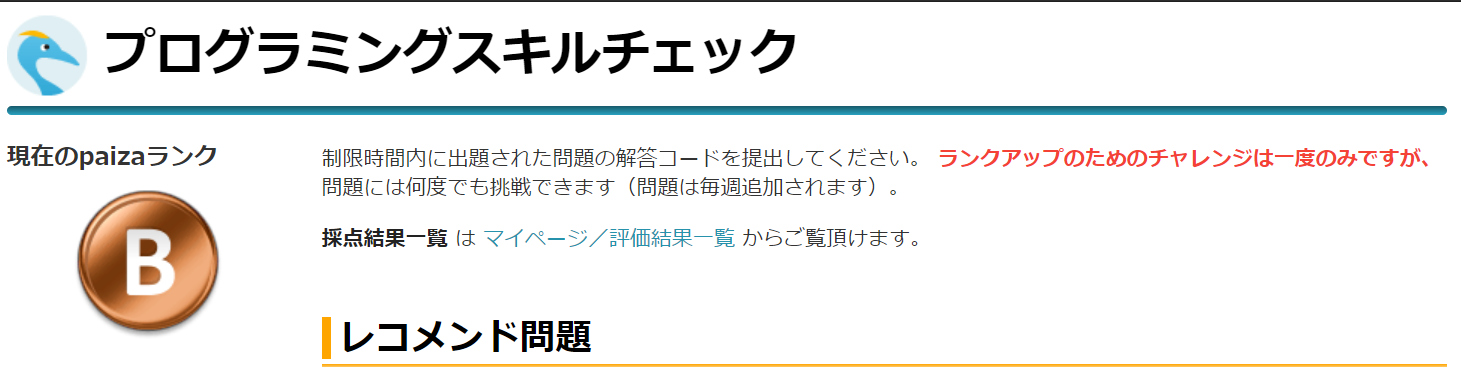 プログラミングスキルチェック
現在のpaizaランク
B
制限時間内に出題された問題の解答コードを提出してください。 ランクアップのためのチャレンジは一度のみですが、
問題には何度でも挑戦できます（問題は毎週追加されます）。
採点結果一覧 は マイページ／評価結果一覧 からご覧頂けます。
レコメンド問題